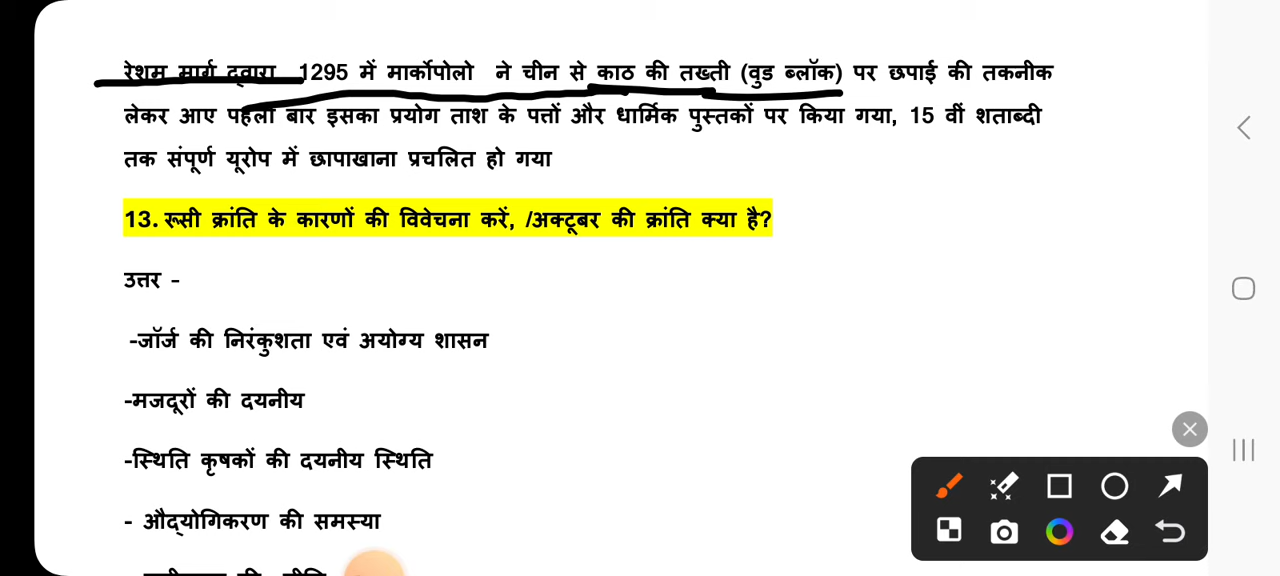 रेशम मार्ग द्वारा 1295 में मार्कोपोलो ने चीन से काठ की तख्ती (वुड ब्लॉक) पर छपाई की तकनीक
लेकर आए पहली बार इसका प्रयोग ताश के पत्तों और धार्मिक पुस्तकों पर किया गया, 15 वीं शताब्दी
तक संपूर्ण यूरोप में छापाखाना प्रचलित हो गया
13. रूसी क्रांति के कारणों की विवेचना करें, /अक्टूबर की क्रांति क्या है?
उत्तर -
-जॉर्ज की निरंकुशता एवं अयोग्य शासन
-मजदूरों की दयनीय
-स्थिति कृषकों की दयनीय स्थिति
- औद्योगिकरण की समस्या